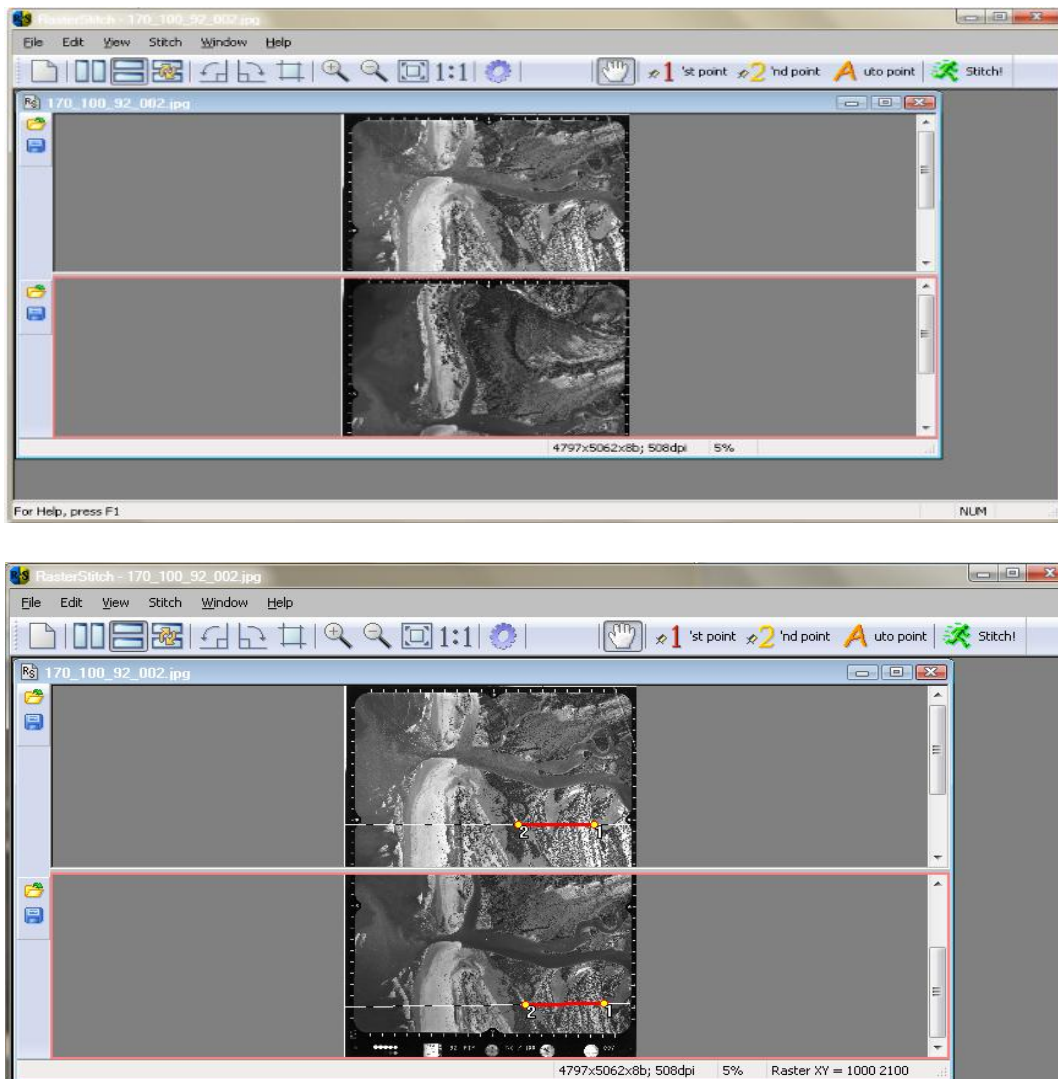 RasterStitch - 170_100_92_002.jpg
File Edit View Stitch Window Help
1:1 1 'st point 2 'nd point A uto point Stitch!
170_100_92_002.jpg
4797x5062x8b; 508dpi 5%
For Help, press F1 NUM
RasterStitch - 170_100_92_002.jpg
File Edit View Stitch Window Help
1:1 1 'st point 2 'nd point A uto point Stitch!
RS 170_100_92_002.jpg
2 1
2 1
4797x5062x8b; 508dpi 5% Raster XY = 1000 2100